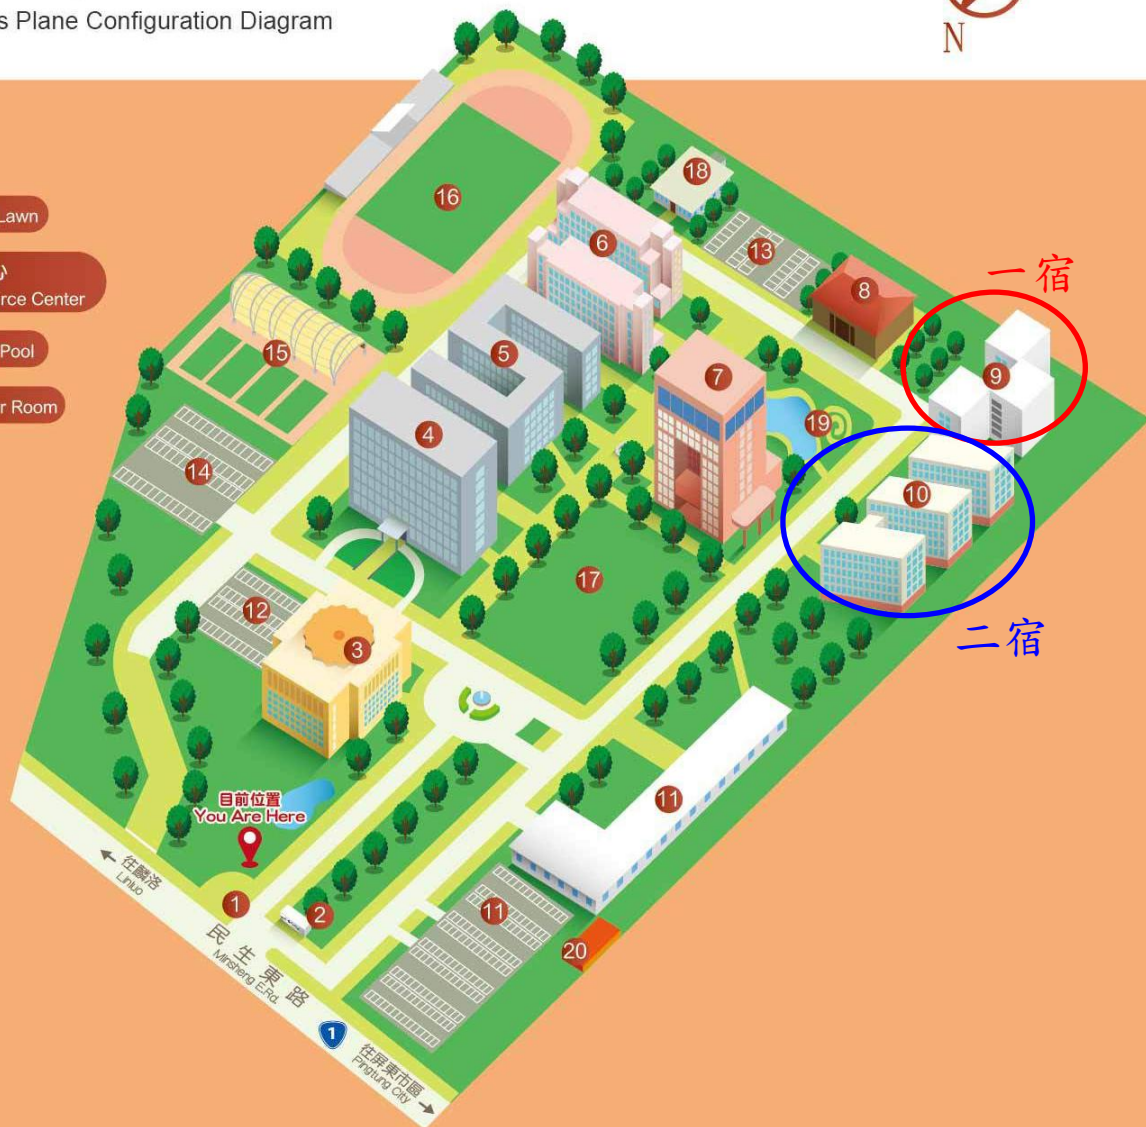 s Plane Configuration Diagram
N
Lawn
心
rce Center
Pool
r Room
16
18
6
13
8
一宿
9
15
5
7
4
19
14
10
17
二宿
12
3
目前位置
You Are Here
11
1
2
11
20
往麟洛
Linluo
民生東路
Minsheng E.Rd.
1
往屏東市區
Pingtung City